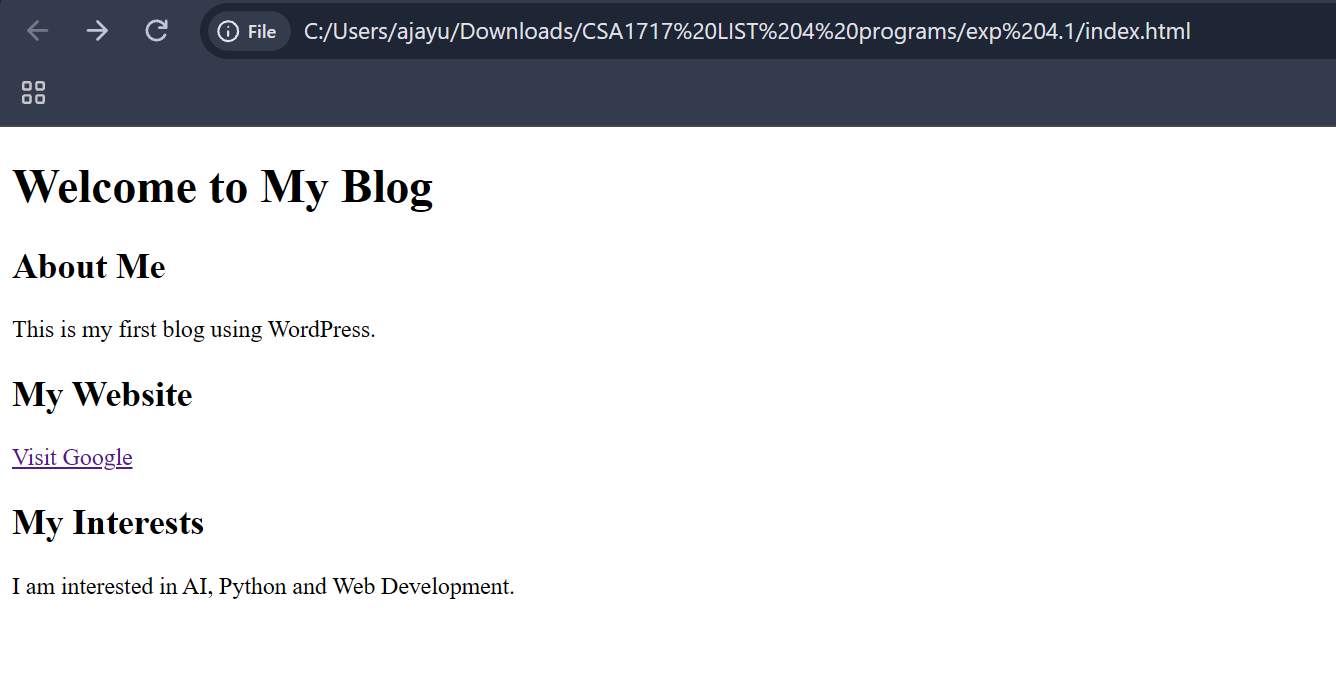 File C:/Users/ajayu/Downloads/CSA1717%20LIST%204%20programs/exp%204.1/index.html
Welcome to My Blog
About Me
This is my first blog using WordPress.
My Website
Visit Google
My Interests
I am interested in AI, Python and Web Development.